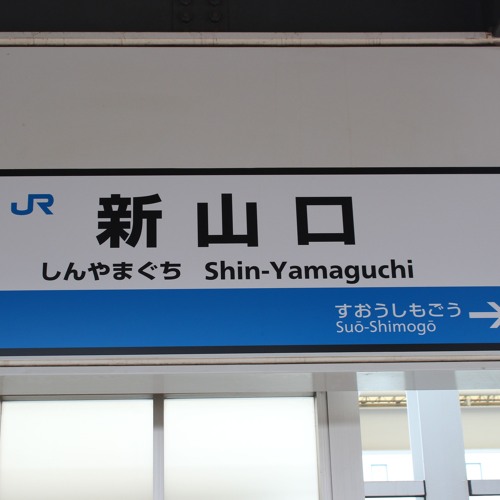 JR 新山口
しんやまぐち Shin-Yamaguchi
すおうしもごう
Suō-Shimogō